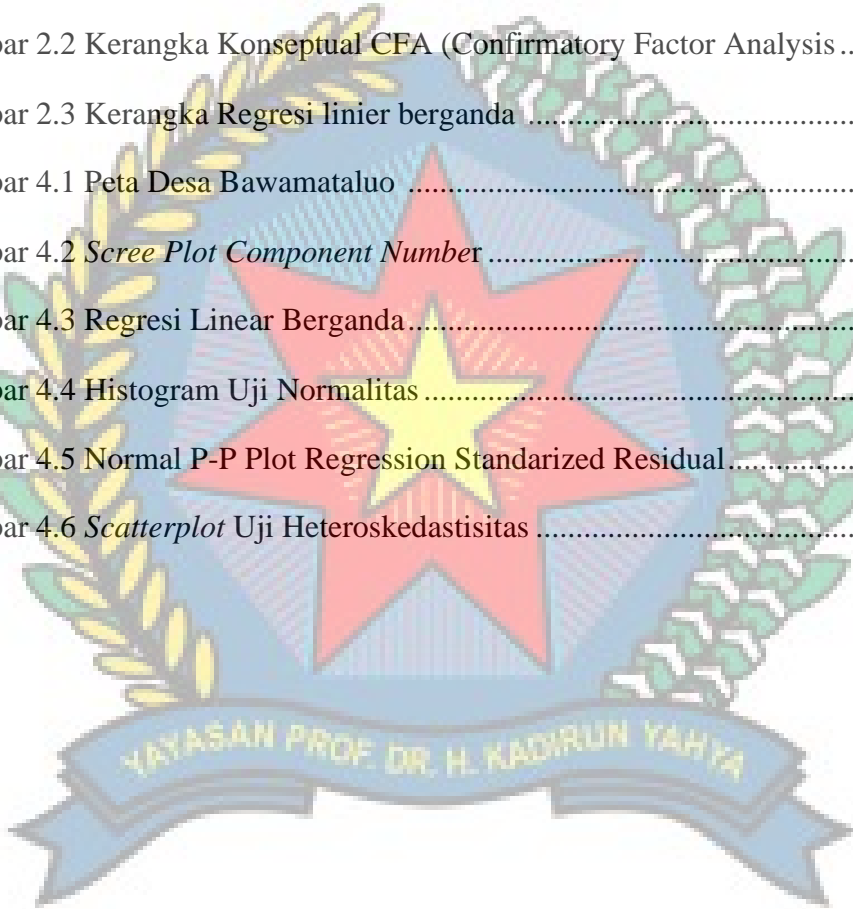 bar 2.2 Kerangka Konseptual CFA (Confirmatory Factor Analysis ..
bar 2.3 Kerangka Regresi linier berganda ..........................................
bar 4.1 Peta Desa Bawamataluo ..........................................................
bar 4.2 Scree Plot Component Number ..............................................
bar 4.3 Regresi Linear Berganda.........................................................
bar 4.4 Histogram Uji Normalitas .......................................................
bar 4.5 Normal P-P Plot Regression Standarized Residual................
bar 4.6 Scatterplot Uji Heteroskedastisitas .........................................
YAYASAN PROF. DR. H. KADIRUN YAHYA